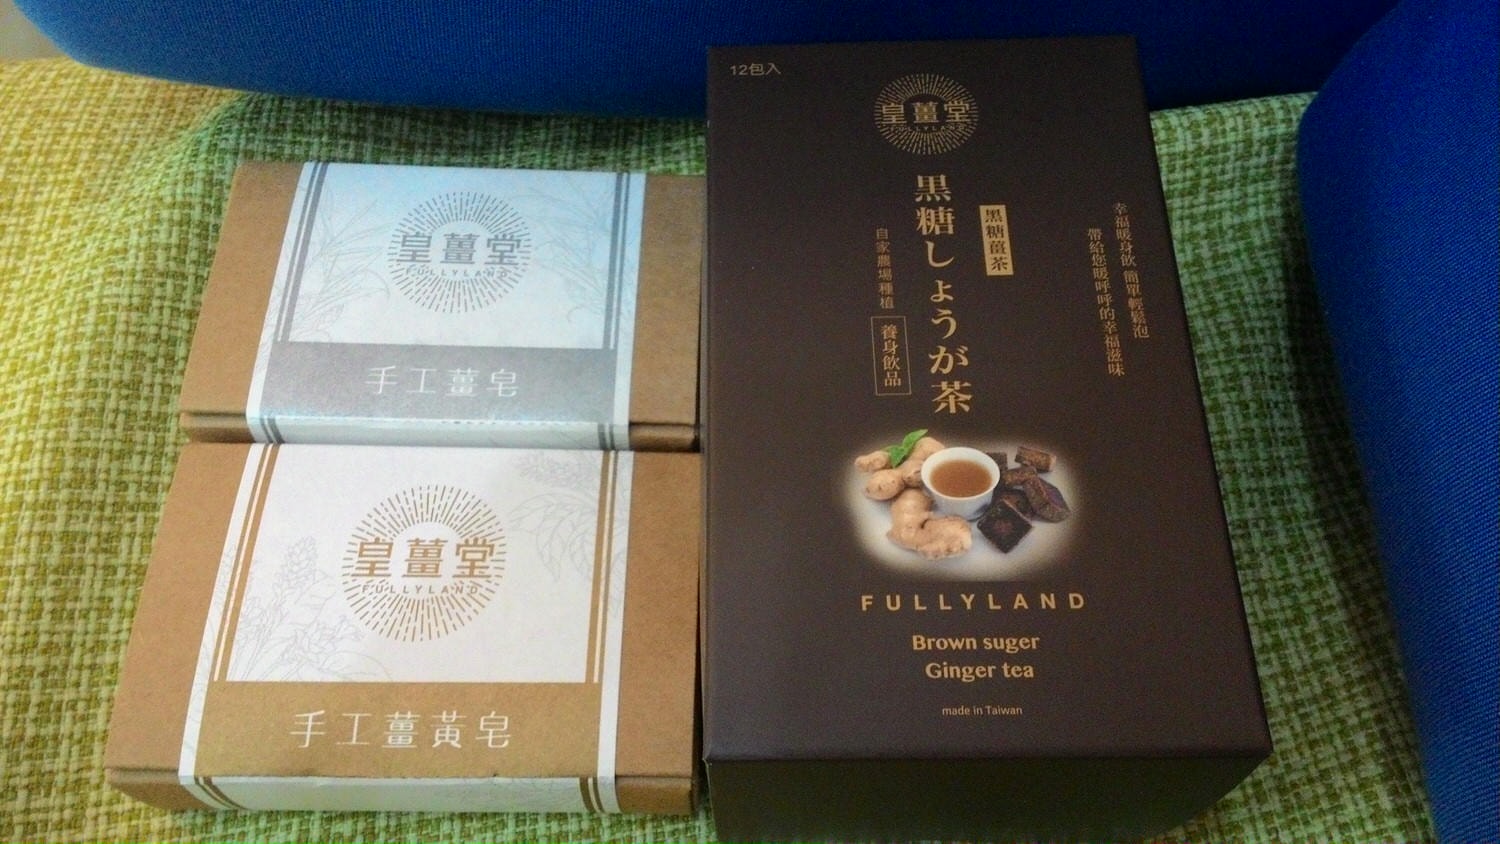 皇薑堂
FULLYLAND
手工薑皂
皇薑堂
FULLYLAND
手工薑黃皂
12包入
皇薑堂
FULLYLAND
幸福暖身飲 簡單輕鬆泡
帶給您暖呼呼的幸福滋味
黑糖薑茶
黒糖しょうが茶
自家農場種植
養身飲品
FULLYLAND
Brown suger
Ginger tea
made in Taiwan